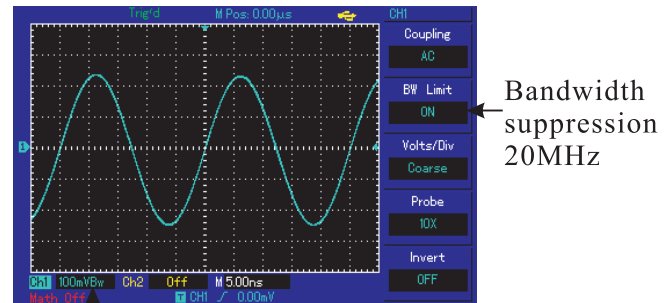 Trig'd M Pos: 0.00μs CH1
Coupling
AC
BW Limit
ON
Volts/Div
Coarse
Probe
10X
Invert
OFF
Bandwidth
suppression
20MHz
1
Ch1 100mVBw Ch2 Off M 5.00ns
Math Off T CH1 / 0.00mV